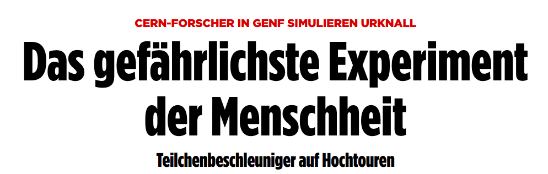 CERN-FORSCHER IN GENF SIMULIEREN URKNALL
Das gefährlichste Experiment
der Menschheit
Teilchenbeschleuniger auf Hochtouren